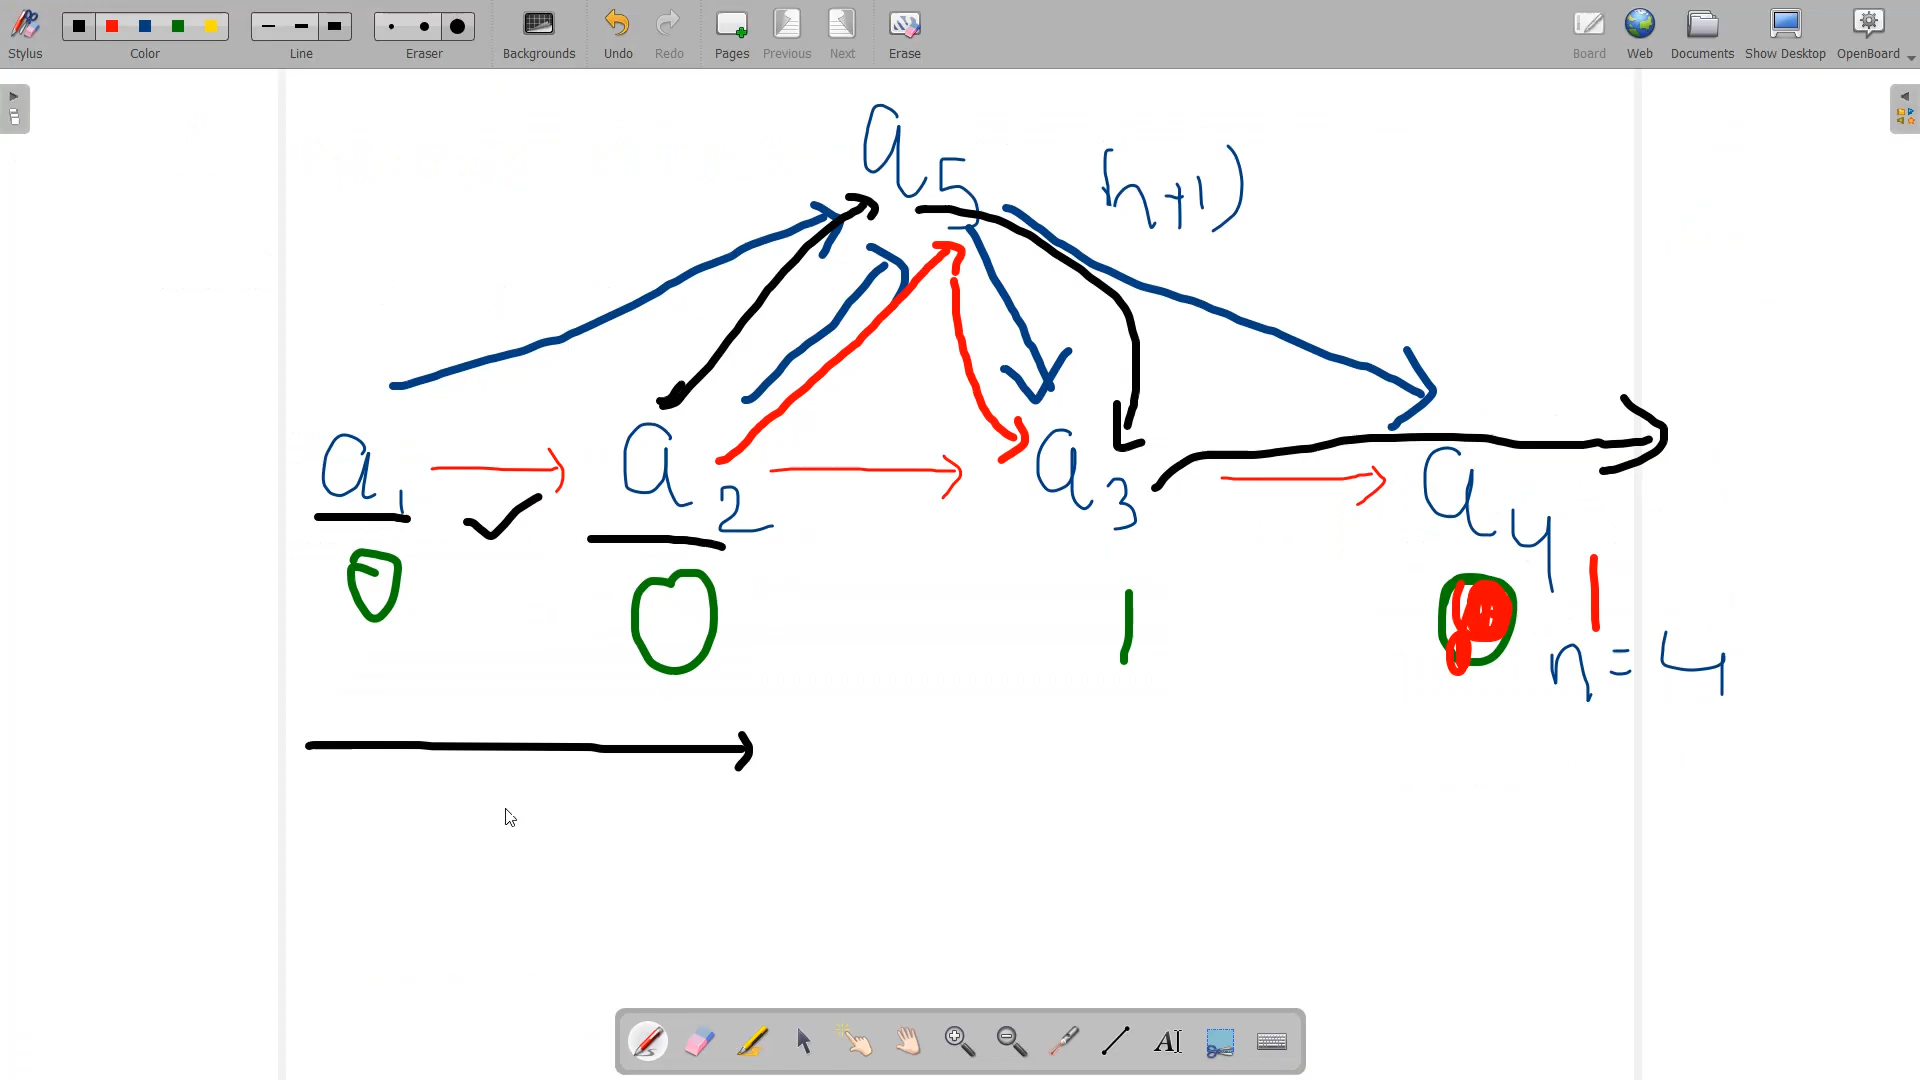 Stylus Color Line Eraser Backgrounds Undo Redo Pages Previous Next Erase Board Web Documents Show Desktop OpenBoard
a5 (n+1)
a1 → a2 → a3 → a4
0 0 1 1
n = 4
AI